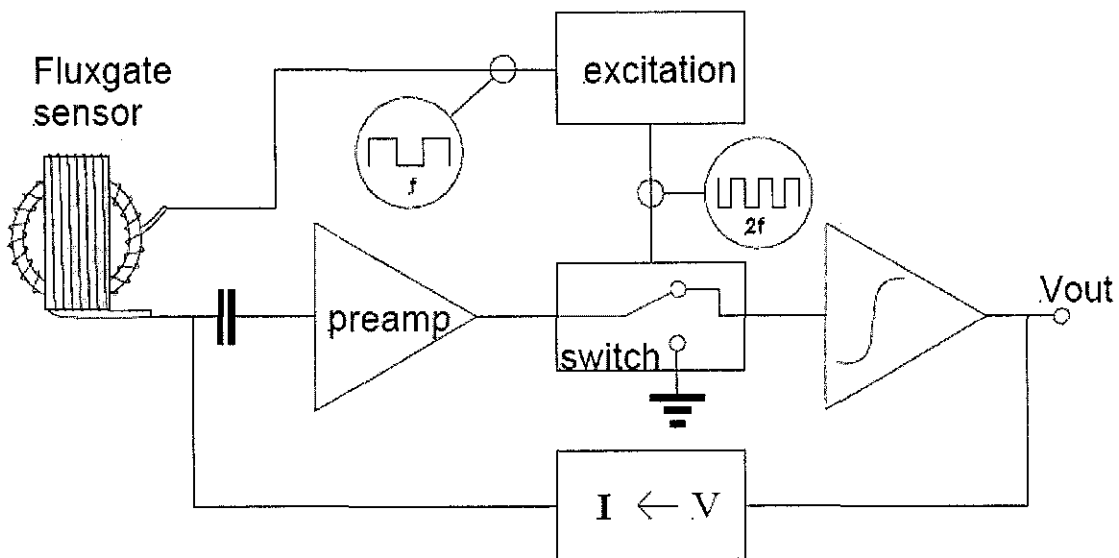 Fluxgate
sensor
excitation
f
2f
preamp
switch
Vout
I ← V